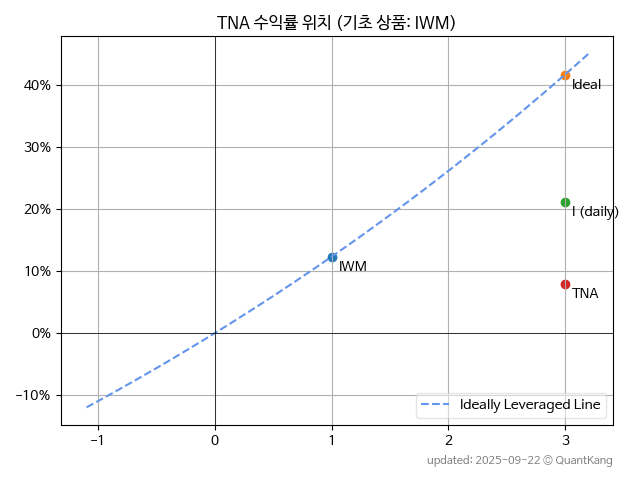 TNA 수익률 위치 (기초 상품: IWM)
40%
30%
20%
10%
0%
−10%
Ideal
I (daily)
IWM
TNA
Ideally Leveraged Line
−1
0
1
2
3
updated: 2025-09-22 © QuantKang